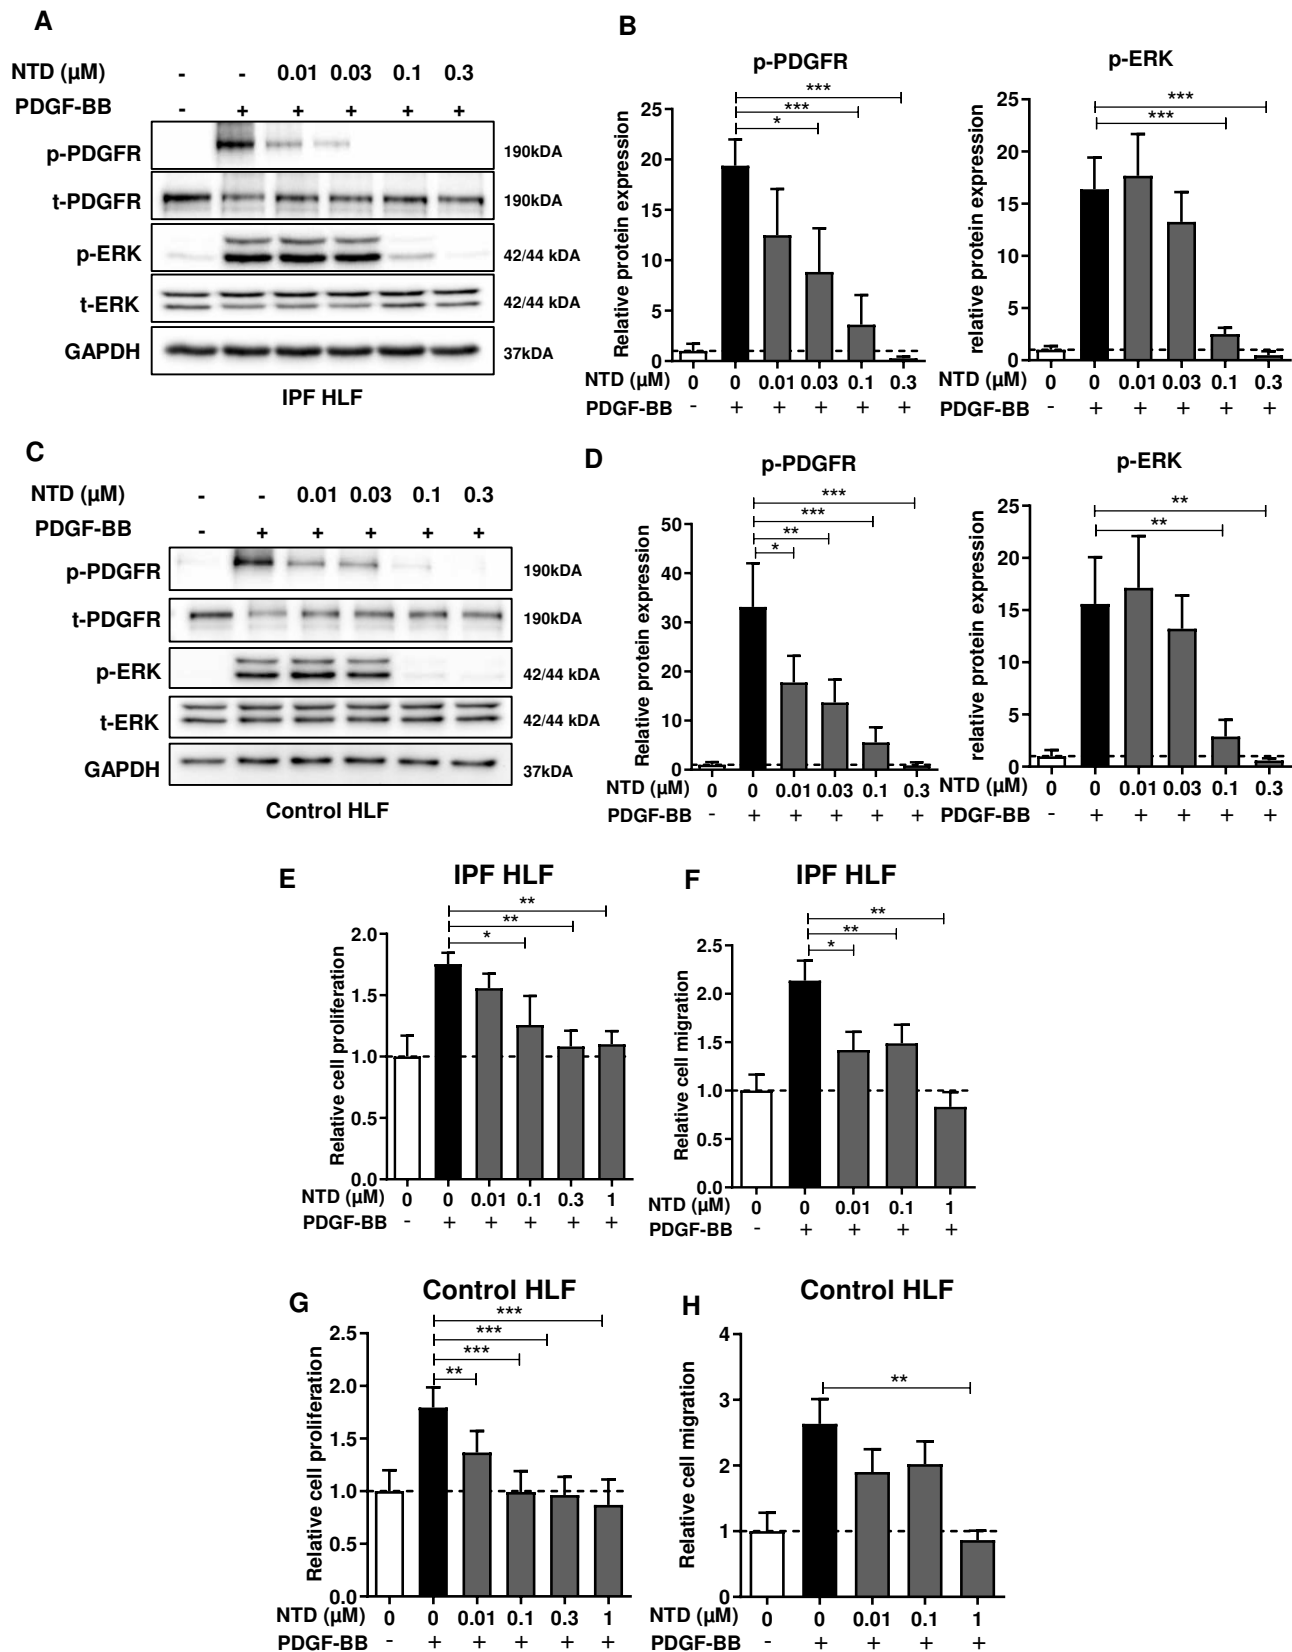 A
NTD (µM) - - 0.01 0.03 0.1 0.3
PDGF-BB - + + + + +
p-PDGFR 190kDA
t-PDGFR 190kDA
p-ERK 42/44 kDA
t-ERK 42/44 kDA
GAPDH 37kDA
IPF HLF
B
p-PDGFR
Relative protein expression
25
20
15
10
5
0
***
***
*
NTD (µM) 0 0 0.01 0.03 0.1 0.3
PDGF-BB - + + + + +
p-ERK
relative protein expression
25
20
15
10
5
0
***
***
NTD (µM) 0 0 0.01 0.03 0.1 0.3
PDGF-BB - + + + + +
C
NTD (µM) - - 0.01 0.03 0.1 0.3
PDGF-BB - + + + + +
p-PDGFR 190kDA
t-PDGFR 190kDA
p-ERK 42/44 kDA
t-ERK 42/44 kDA
GAPDH 37kDA
Control HLF
D
p-PDGFR
Relative protein expression
50
40
30
20
10
0
***
***
**
*
NTD (µM) 0 0 0.01 0.03 0.1 0.3
PDGF-BB - + + + + +
p-ERK
relative protein expression
25
20
15
10
5
0
**
**
NTD (µM) 0 0 0.01 0.03 0.1 0.3
PDGF-BB - + + + + +
E
IPF HLF
Relative cell proliferation
2.0
1.5
1.0
0.5
0.0
**
**
*
NTD (µM) 0 0 0.01 0.1 0.3 1
PDGF-BB - + + + + +
F
IPF HLF
Relative cell migration
2.5
2.0
1.5
1.0
0.5
0.0
**
**
*
NTD (µM) 0 0 0.01 0.1 1
PDGF-BB - + + + +
G
Control HLF
Relative cell proliferation
2.5
2.0
1.5
1.0
0.5
0.0
***
***
***
**
NTD (µM) 0 0 0.01 0.1 0.3 1
PDGF-BB - + + + + +
H
Control HLF
Relative cell migration
4
3
2
1
0
**
NTD (µM) 0 0 0.01 0.1 1
PDGF-BB - + + + +